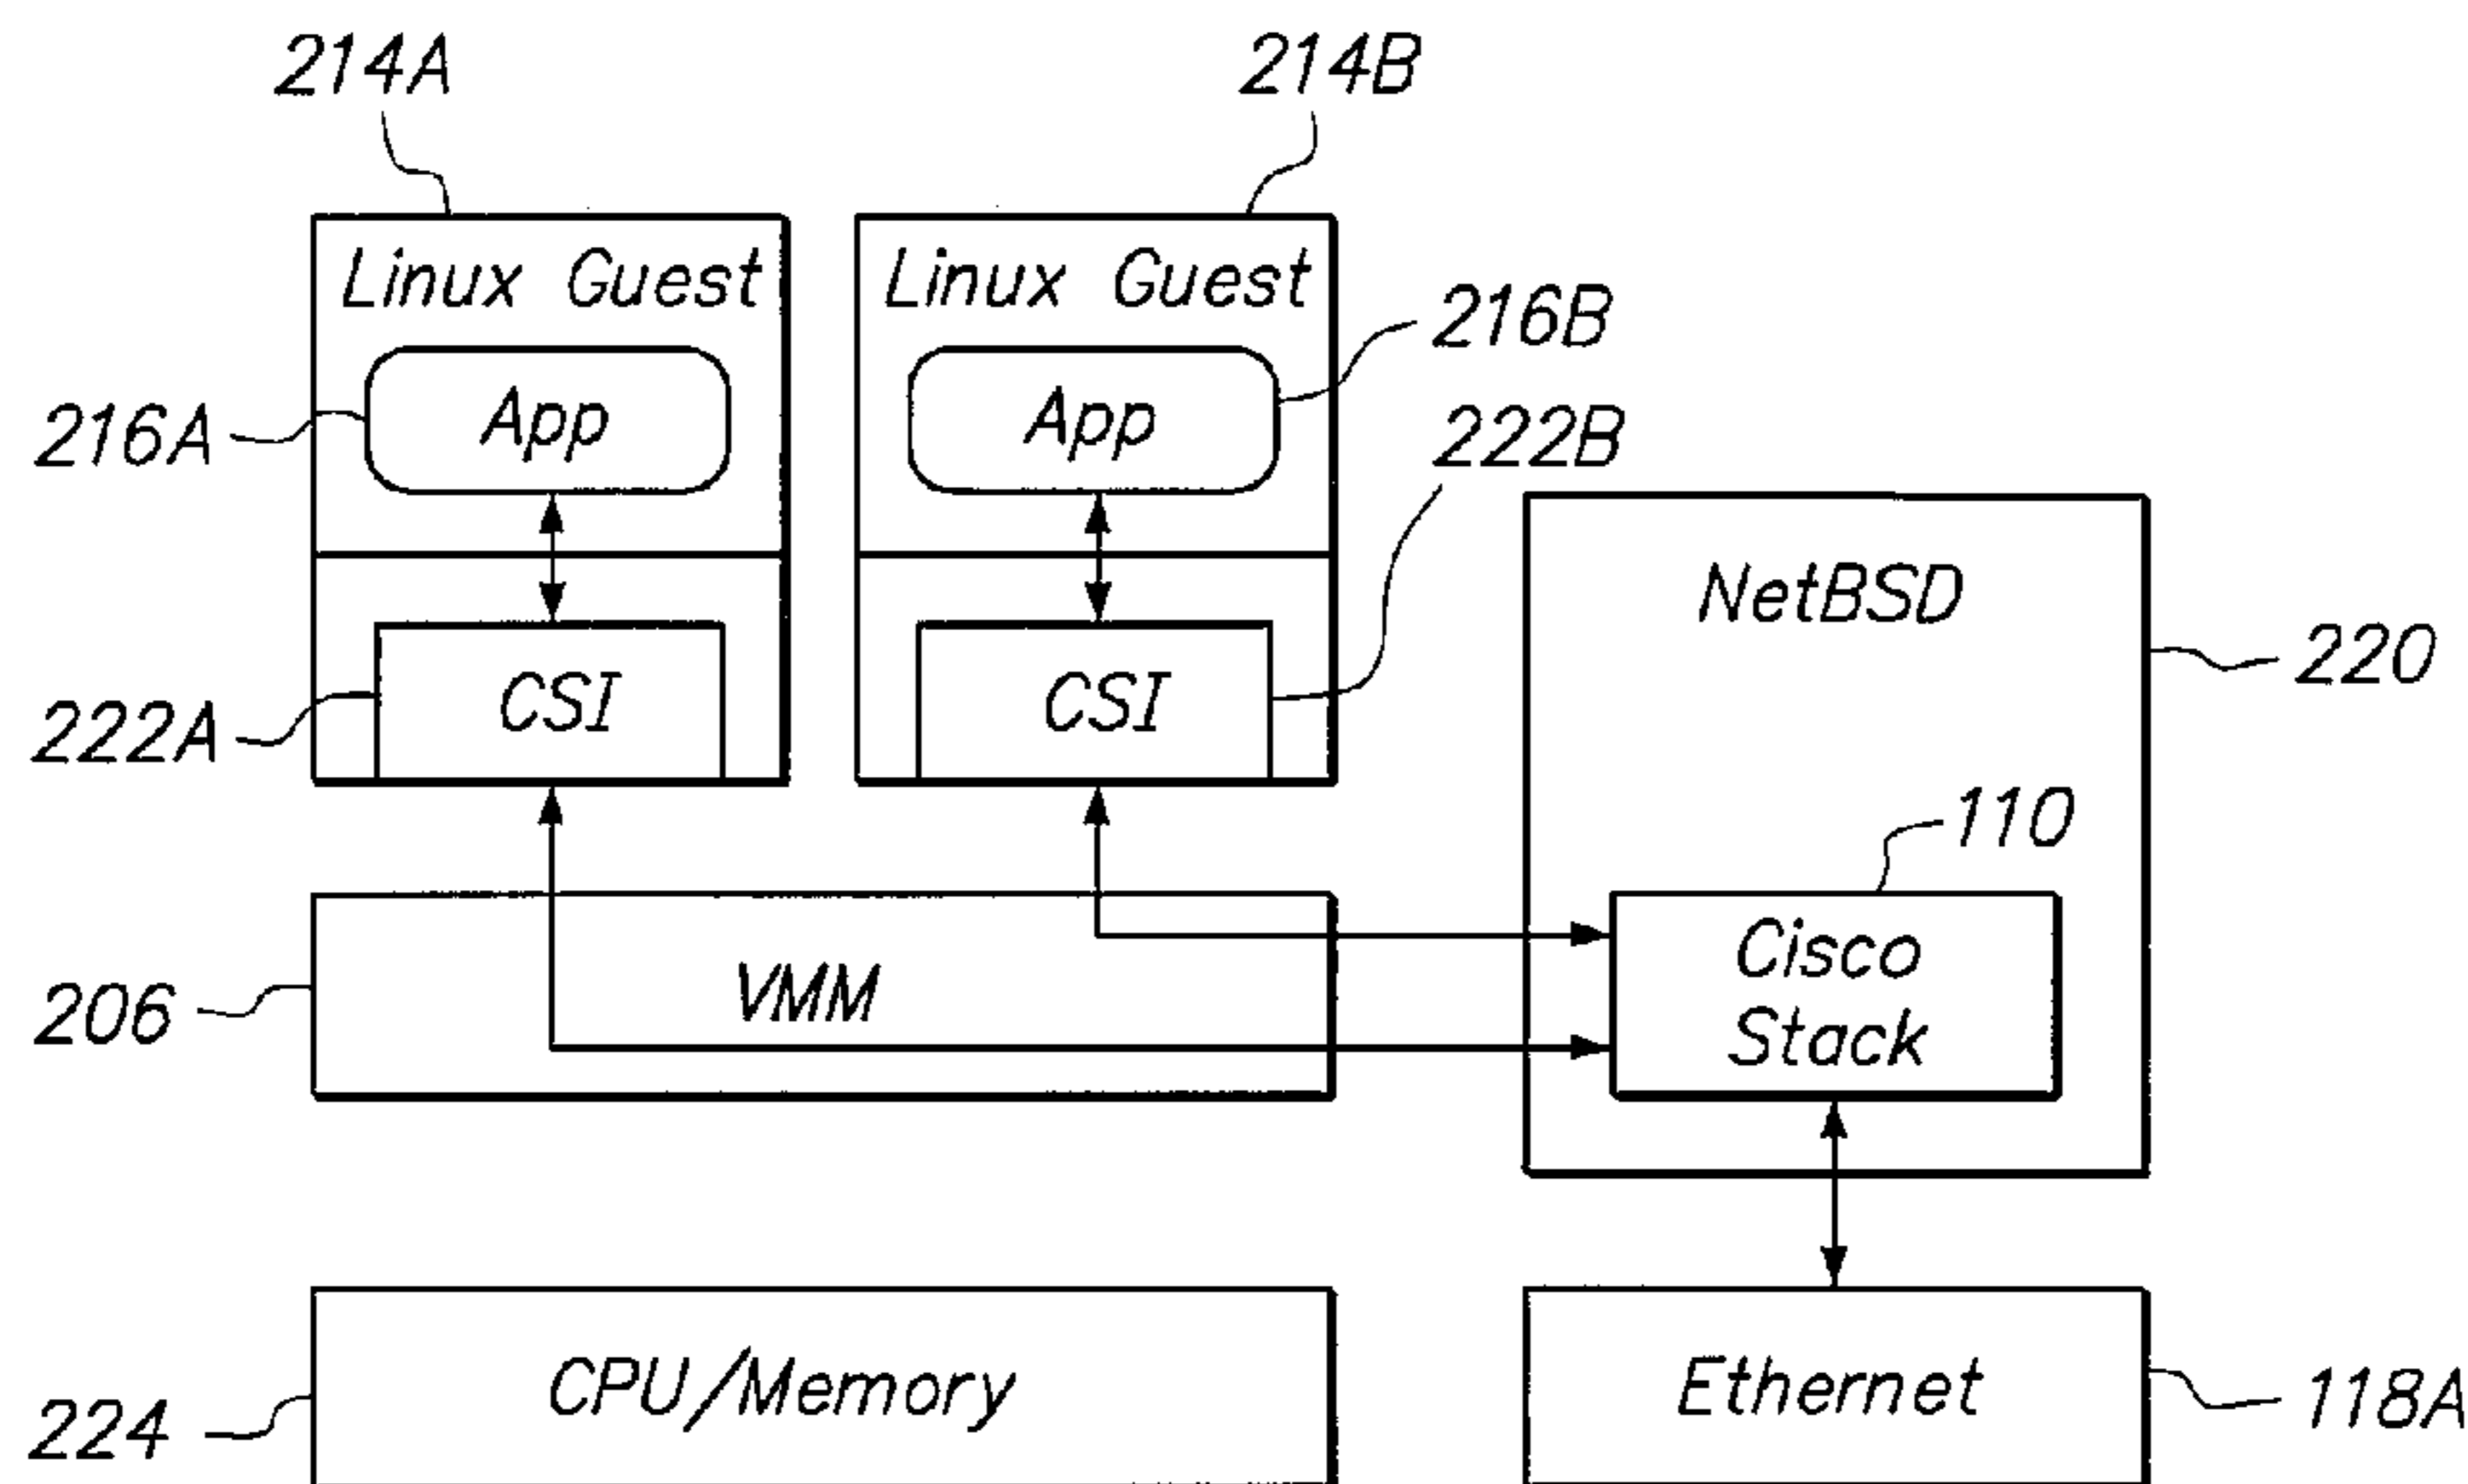 214A
214B
Linux Guest
Linux Guest
216B
App
App
216A
222B
NetBSD
220
CSI
CSI
222A
110
Cisco
Stack
VMM
206
CPU/Memory
Ethernet
118A
224